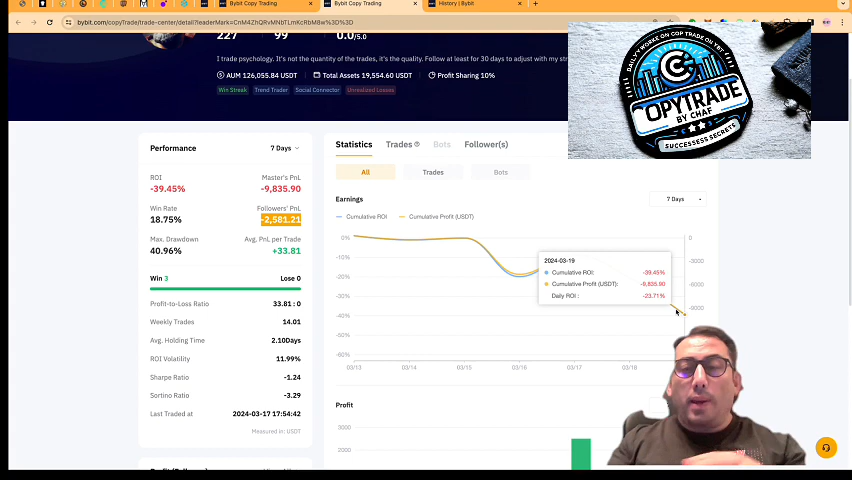 Bybit Copy Trading
Bybit Copy Trading
History | Bybit
bybit.com/copyTrade/trade-center/detail?leaderMark=CnM4ZhQRvMNbTLmKcRbM8w%3D%3D
227
99
0.0/5.0
I trade psychology. It's not the quantity of the trades, it's the quality. Follow at least for 30 days to adjust with my
AUM 126,055.84 USDT
Total Assets 19,554.60 USDT
Profit Sharing 10%
Win Streak
Trend Trader
Social Connector
Unrealized Losses
OPYTRADE
BY CHAF
SUCCESSESS SECRETS
Performance
7 Days
ROI
Master's PnL
-39.45%
-9,835.90
Win Rate
Followers' PnL
18.75%
-2,581.21
Max. Drawdown
Avg. PnL per Trade
40.96%
+33.81
Win 3
Lose 0
Profit-to-Loss Ratio
33.81 : 0
Weekly Trades
14.01
Avg. Holding Time
2.10Days
ROI Volatility
11.99%
Sharpe Ratio
-1.24
Sortino Ratio
-3.29
Last Traded at
2024-03-17 17:54:42
Measured in: USDT
Statistics
Trades
Bots
Follower(s)
All
Trades
Bots
Earnings
7 Days
Cumulative ROI
Cumulative Profit (USDT)
0%
-10%
-20%
-30%
-40%
-50%
-60%
0
-3000
-6000
-9000
2024-03-19
Cumulative ROI:
-39.45%
Cumulative Profit (USDT):
-9,835.90
Daily ROI :
-23.71%
03/13
03/14
03/15
03/16
03/17
03/18
Profit
3000
2000